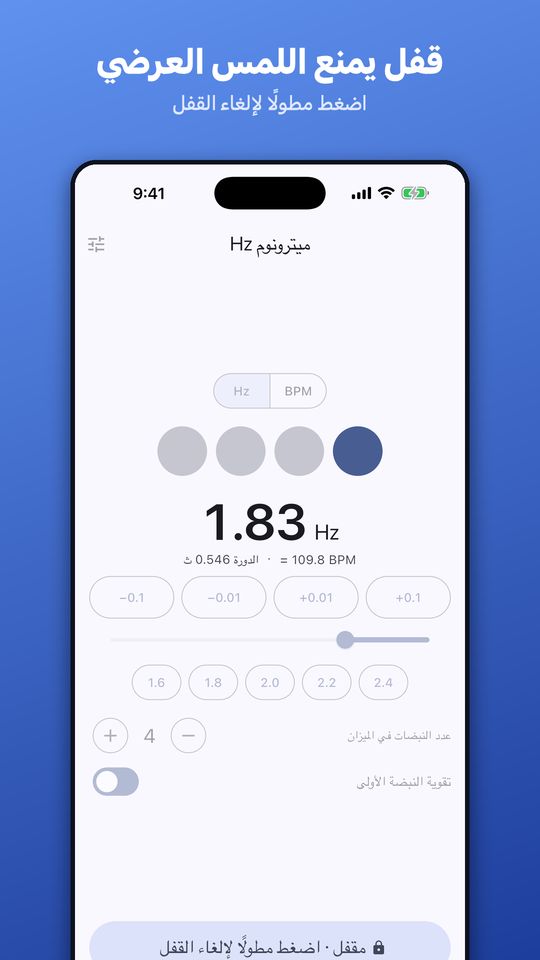 قفل يمنع اللمس العرضي
اضغط مطولًا لإلغاء القفل
9:41
ميترونوم Hz
Hz BPM
1.83 Hz
= 109.8 BPM · الدورة 0.546 ث
−0.1 −0.01 +0.01 +0.1
1.6 1.8 2.0 2.2 2.4
عدد النبضات في الميزان
+ 4 −
تقوية النبضة الأولى
مقفل · اضغط مطولًا لإلغاء القفل